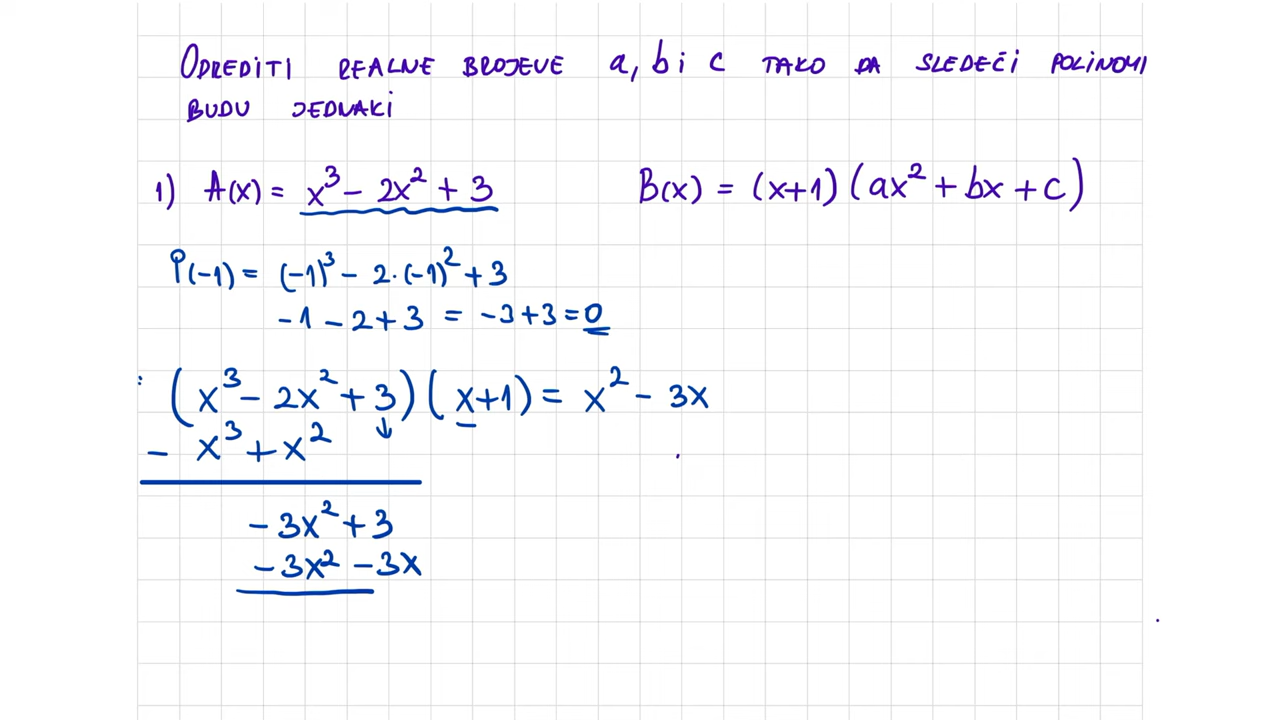 ODREDITI REALNE BROJEVE a, b i c TAKO DA SLEDEĆI POLINOMI
BUDU JEDNAKI
1) A(x) = x³ - 2x² + 3 B(x) = (x+1) (ax² + bx + c)
P(-1) = (-1)³ - 2·(-1)² + 3
-1 - 2 + 3 = -3+3 = 0
: (x³ - 2x² + 3) (x+1) = x² - 3x
- x³ + x²
-3x² + 3
-3x² - 3x